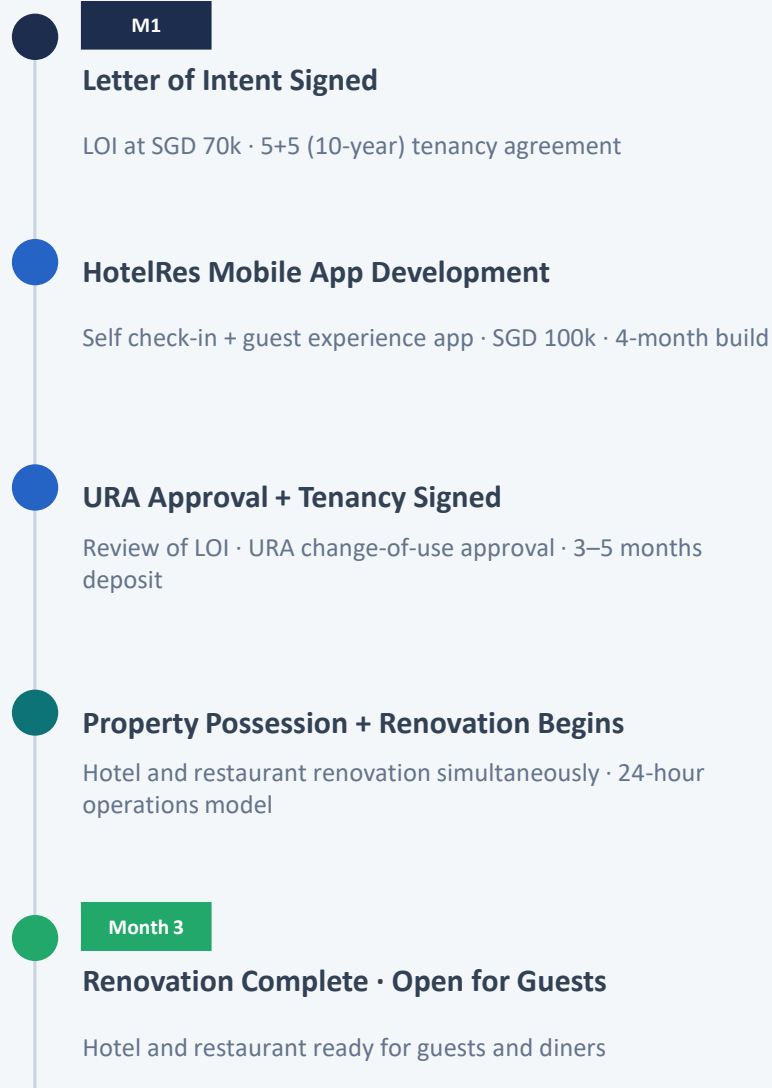 M1
Letter of Intent Signed
LOI at SGD 70k · 5+5 (10-year) tenancy agreement
HotelRes Mobile App Development
Self check-in + guest experience app · SGD 100k · 4-month build
URA Approval + Tenancy Signed
Review of LOI · URA change-of-use approval · 3–5 months
deposit
Property Possession + Renovation Begins
Hotel and restaurant renovation simultaneously · 24-hour
operations model
Month 3
Renovation Complete · Open for Guests
Hotel and restaurant ready for guests and diners